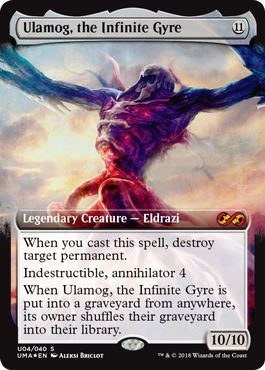 Ulamog, the Infinite Gyre 11
Legendary Creature — Eldrazi
When you cast this spell, destroy
target permanent.
Indestructible, annihilator 4
When Ulamog, the Infinite Gyre is
put into a graveyard from anywhere,
its owner shuffles their graveyard
into their library.
10/10
U04/040 S
UMA★EN Aleksi Briclot
™ & © 2018 Wizards of the Coast